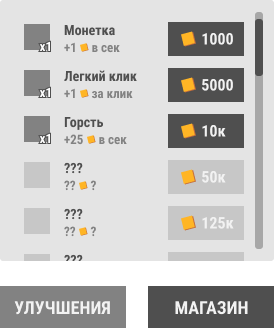 Монетка
x1
+1 в сек
1000
Легкий клик
x1
+1 за клик
5000
Горсть
x1
+25 в сек
10к
???
?? ?
50к
???
?? ?
125к
???
УЛУЧШЕНИЯ
МАГАЗИН